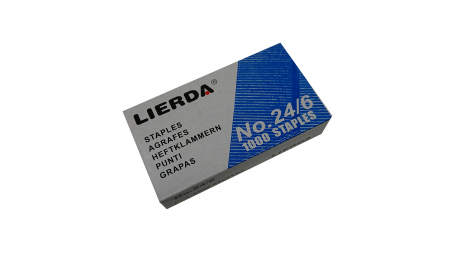 LIERDA®
STAPLES
AGRAFES
HEFTKLAMMERN
PUNTI
GRAPAS
No.24/6
1000 STAPLES